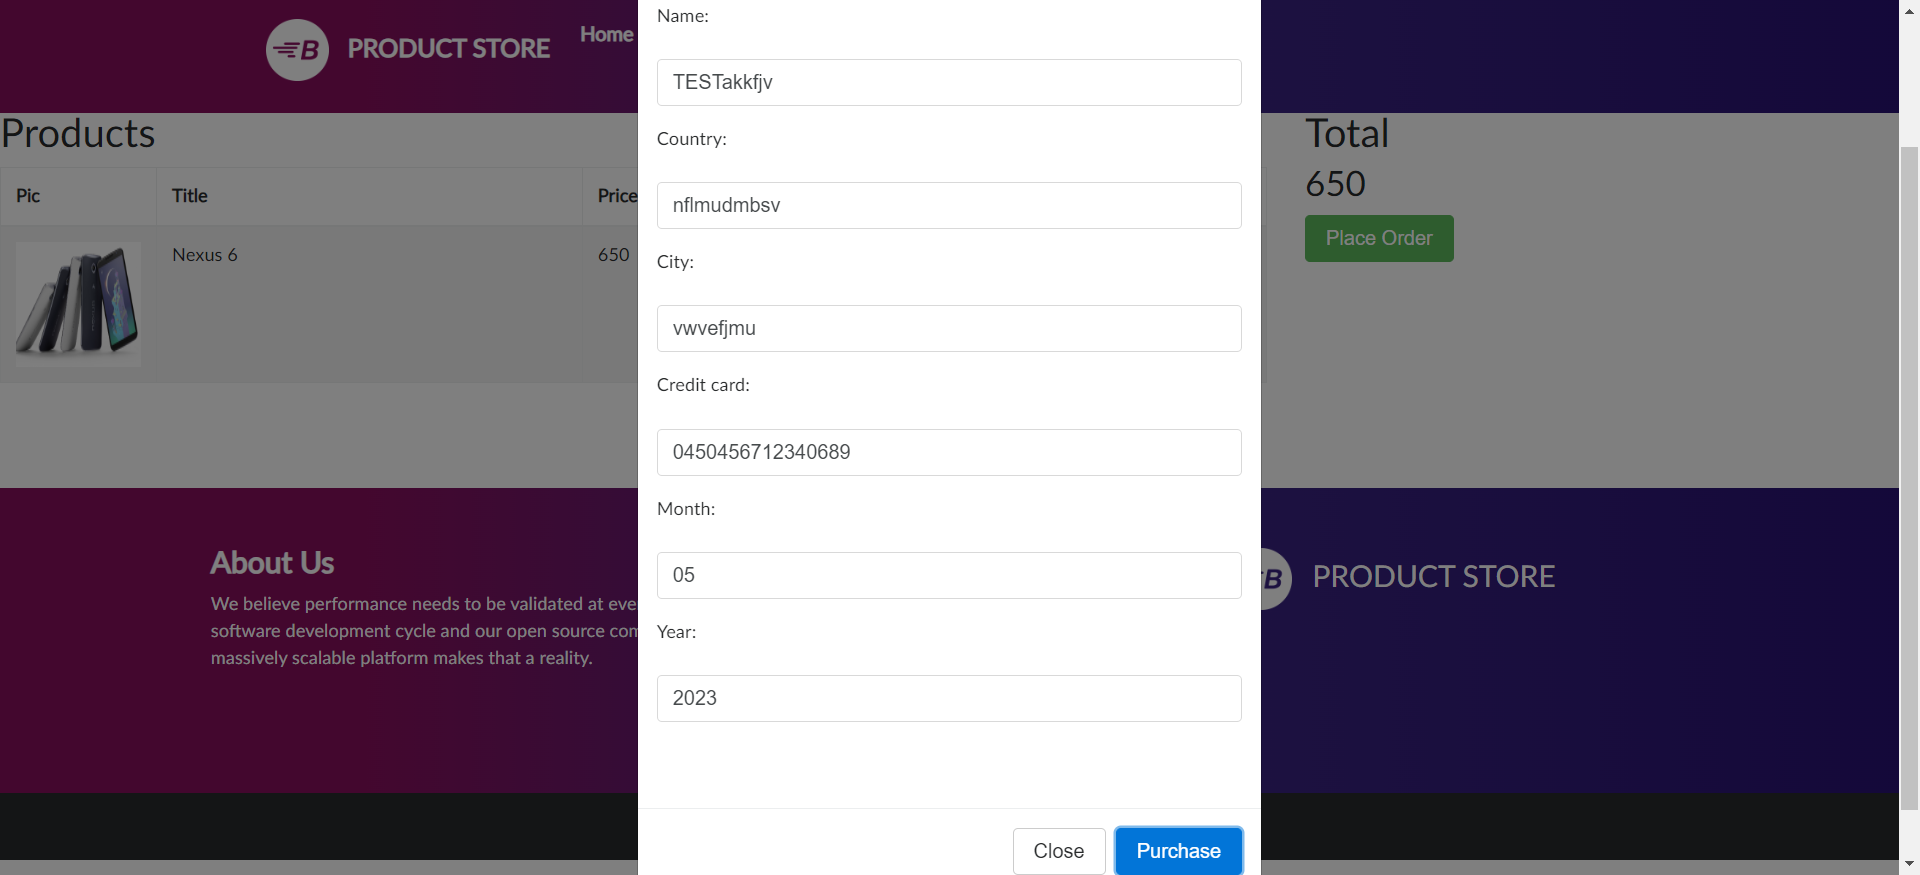 B PRODUCT STORE Home
Products
Pic Title Price
Nexus 6 650
Name:
TESTakkfjv
Country:
nflmudmbsv
City:
vwvefjmu
Credit card:
0450456712340689
Month:
05
Year:
2023
Close Purchase
Total
650
Place Order
About Us
We believe performance needs to be validated at eve
software development cycle and our open source com
massively scalable platform makes that a reality.
B PRODUCT STORE